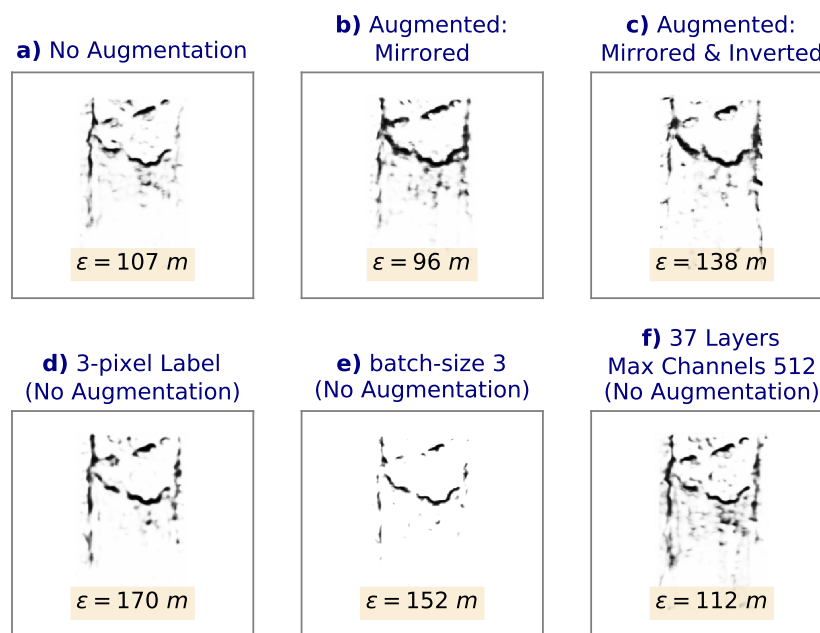 a) No Augmentation
b) Augmented:
Mirrored
c) Augmented:
Mirrored & Inverted
ε = 107 m
ε = 96 m
ε = 138 m
d) 3-pixel Label
(No Augmentation)
e) batch-size 3
(No Augmentation)
f) 37 Layers
Max Channels 512
(No Augmentation)
ε = 170 m
ε = 152 m
ε = 112 m